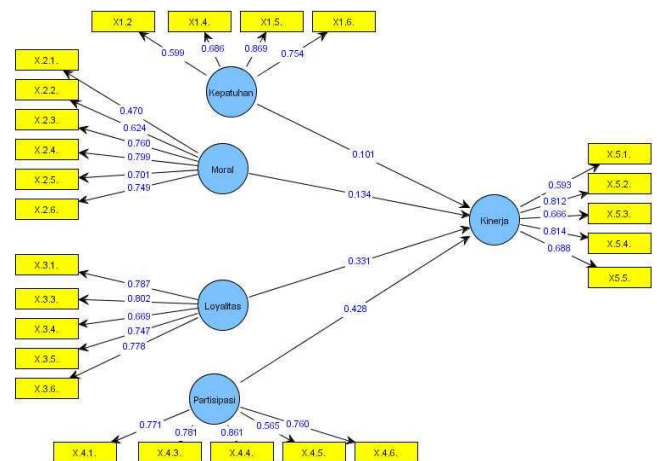 X1.2
X1.4.
X1.5.
X1.6.
0.599
0.686
0.869
0.754
Kepatuhan
X.2.1.
X.2.2.
X.2.3.
X.2.4.
X.2.5.
X.2.6.
0.470
0.624
0.760
0.799
0.701
0.749
Moral
0.101
0.134
0.331
0.428
Kinerja
0.593
0.812
0.666
0.814
0.688
X.5.1.
X.5.2.
X.5.3.
X.5.4.
X5.5.
X.3.1.
X.3.3.
X.3.4.
X.3.5.
X.3.6.
0.787
0.802
0.669
0.747
0.778
Loyalitas
Partisipasi
0.771
0.781
0.861
0.565
0.760
X.4.1.
X.4.3.
X.4.4.
X.4.5.
X.4.6.